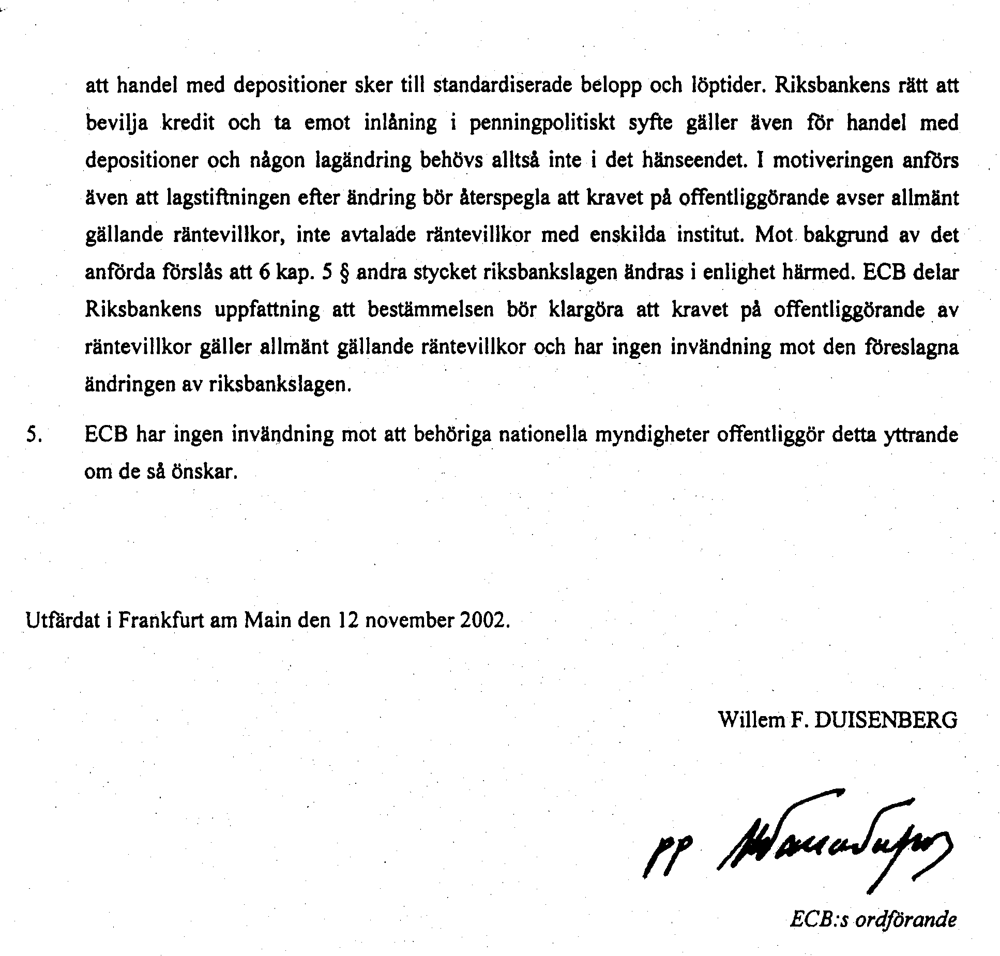 att handel med depositioner sker till standardiserade belopp och löptider. Riksbankens rätt att
bevilja kredit och ta emot inlåning i penningpolitiskt syfte gäller även för handel med
depositioner och någon lagändring behövs alltså inte i det hänseendet. I motiveringen anförs
även att lagstiftningen efter ändring bör återspegla att kravet på offentliggörande avser allmänt
gällande räntevillkor, inte avtalade räntevillkor med enskilda institut. Mot bakgrund av det
anförda förslås att 6 kap. 5 § andra stycket riksbankslagen ändras i enlighet härmed. ECB delar
Riksbankens uppfattning att bestämmelsen bör klargöra att kravet på offentliggörande av
räntevillkor gäller allmänt gällande räntevillkor och har ingen invändning mot den föreslagna
ändringen av riksbankslagen.
5. ECB har ingen invändning mot att behöriga nationella myndigheter offentliggör detta yttrande
om de så önskar.
Utfärdat i Frankfurt am Main den 12 november 2002.
Willem F. DUISENBERG
pp
ECB:s ordförande